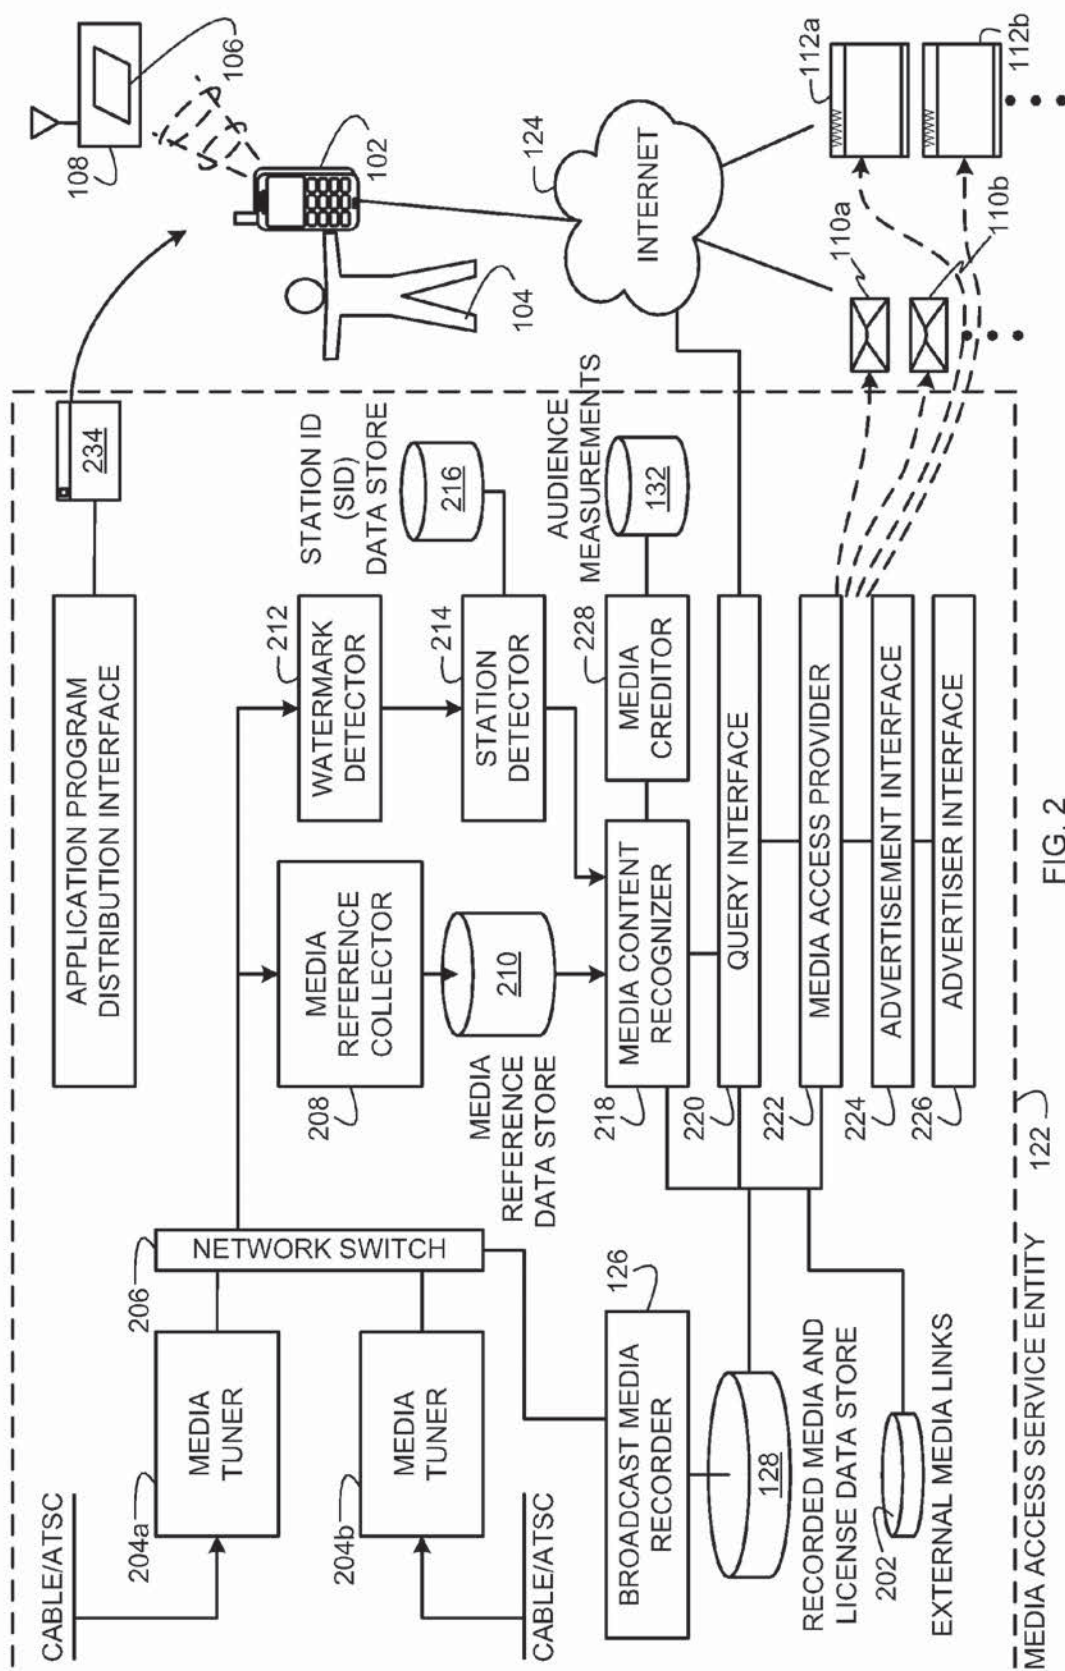 CABLE/ATSC
204a
MEDIA
TUNER
206
NETWORK SWITCH
204b
MEDIA
TUNER
CABLE/ATSC
APPLICATION PROGRAM
DISTRIBUTION INTERFACE
234
108
106
106
102
104
MEDIA
REFERENCE
COLLECTOR
208
212
WATERMARK
DETECTOR
STATION ID
(SID)
DATA STORE
216
214
STATION
DETECTOR
210
MEDIA
REFERENCE
DATA STORE
124
INTERNET
126
BROADCAST MEDIA
RECORDER
218
MEDIA CONTENT
RECOGNIZER
228
MEDIA
CREDITOR
AUDIENCE
MEASUREMENTS
132
128
RECORDED MEDIA AND
LICENSE DATA STORE
220
QUERY INTERFACE
222
MEDIA ACCESS PROVIDER
224
ADVERTISEMENT INTERFACE
226
ADVERTISER INTERFACE
202
EXTERNAL MEDIA LINKS
110a
110b
112a
WWW
112b
WWW
MEDIA ACCESS SERVICE ENTITY
122
FIG. 2